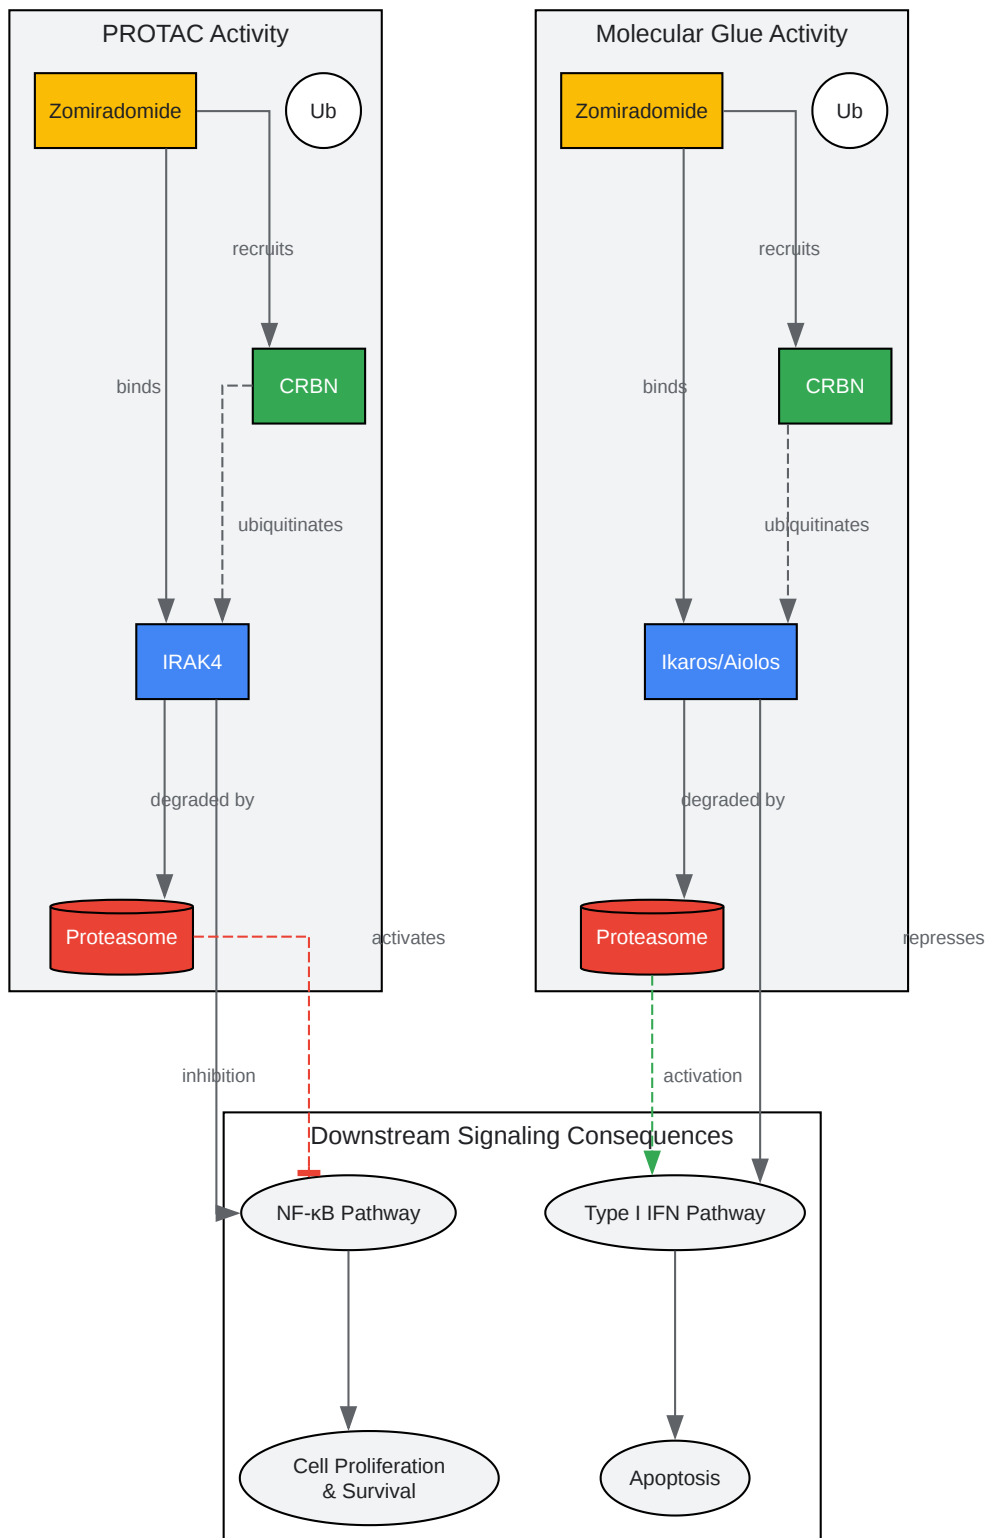 PROTAC Activity
Zomiradomide
Ub
recruits
binds
CRBN
ubiquitinates
IRAK4
degraded by
Proteasome
activates
inhibition
Molecular Glue Activity
Zomiradomide
Ub
recruits
binds
CRBN
ubiquitinates
Ikaros/Aiolos
degraded by
Proteasome
represses
activation
Downstream Signaling Consequences
NF-κB Pathway
Type I IFN Pathway
Cell Proliferation
& Survival
Apoptosis